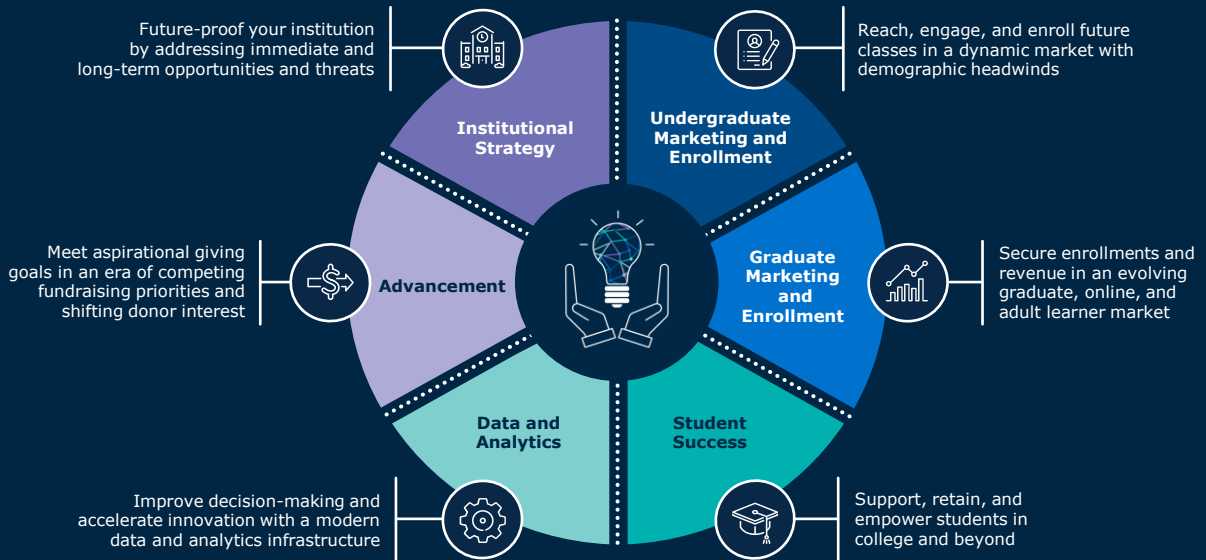 Future-proof your institution
by addressing immediate and
long-term opportunities and threats
Reach, engage, and enroll future
classes in a dynamic market with
demographic headwinds
Institutional
Strategy
Undergraduate
Marketing and
Enrollment
Meet aspirational giving
goals in an era of competing
fundraising priorities and
shifting donor interest
Advancement
Graduate
Marketing
and
Enrollment
Secure enrollments and
revenue in an evolving
graduate, online, and
adult learner market
Data and
Analytics
Student
Success
Improve decision-making and
accelerate innovation with a modern
data and analytics infrastructure
Support, retain, and
empower students in
college and beyond